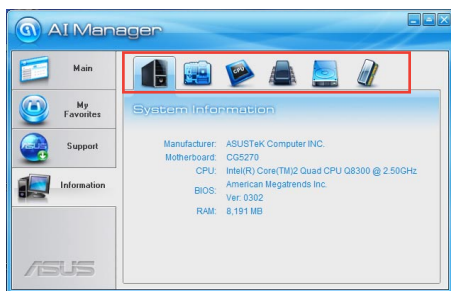 AI Manager
Main
My
Favorites
Support
Information
CPU
System Information
Manufacturer: ASUSTeK Computer INC.
Motherboard: CG5270
CPU: Intel(R) Core(TM)2 Quad CPU Q8300 @ 2.50GHz
BIOS: American Megatrends Inc.
Ver: 0302
RAM: 8,191 MB
ASUS